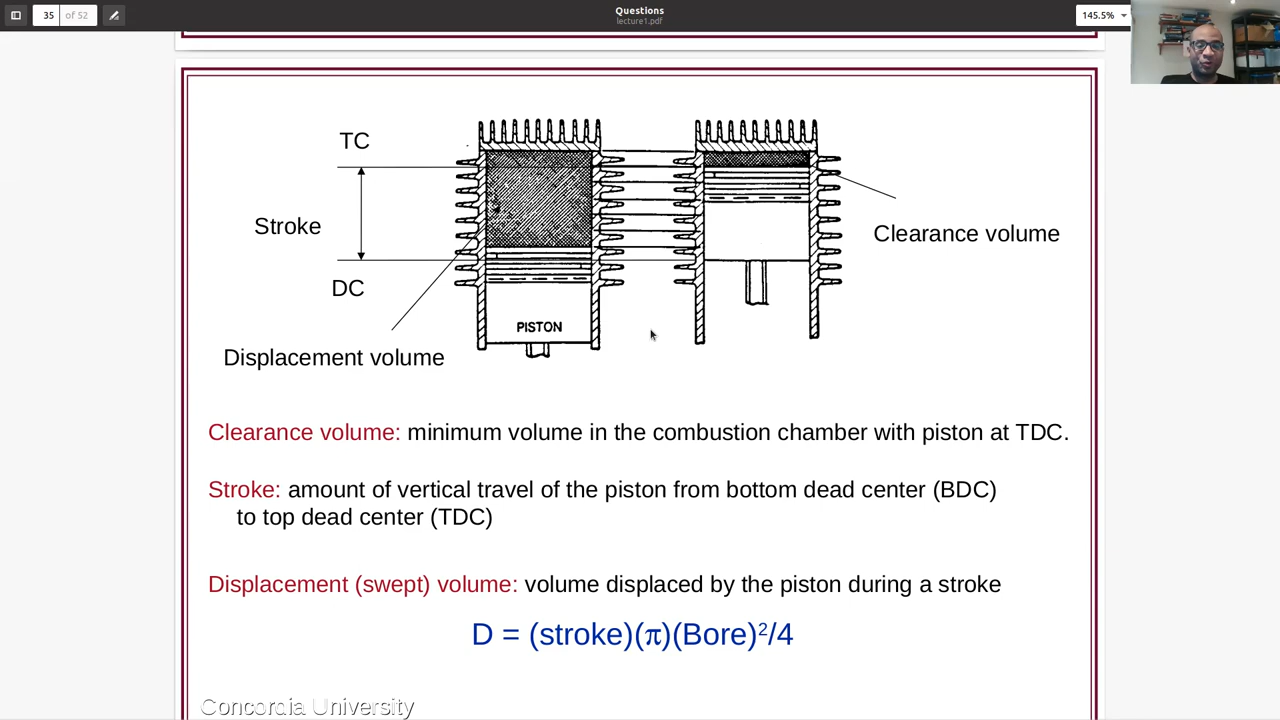 Questions
lecture1.pdf
35 of 52
145.5%
TC
Stroke
Clearance volume
DC
PISTON
Displacement volume
Clearance volume: minimum volume in the combustion chamber with piston at TDC.
Stroke: amount of vertical travel of the piston from bottom dead center (BDC)
to top dead center (TDC)
Displacement (swept) volume: volume displaced by the piston during a stroke
D = (stroke)(π)(Bore)²/4
Concordia University